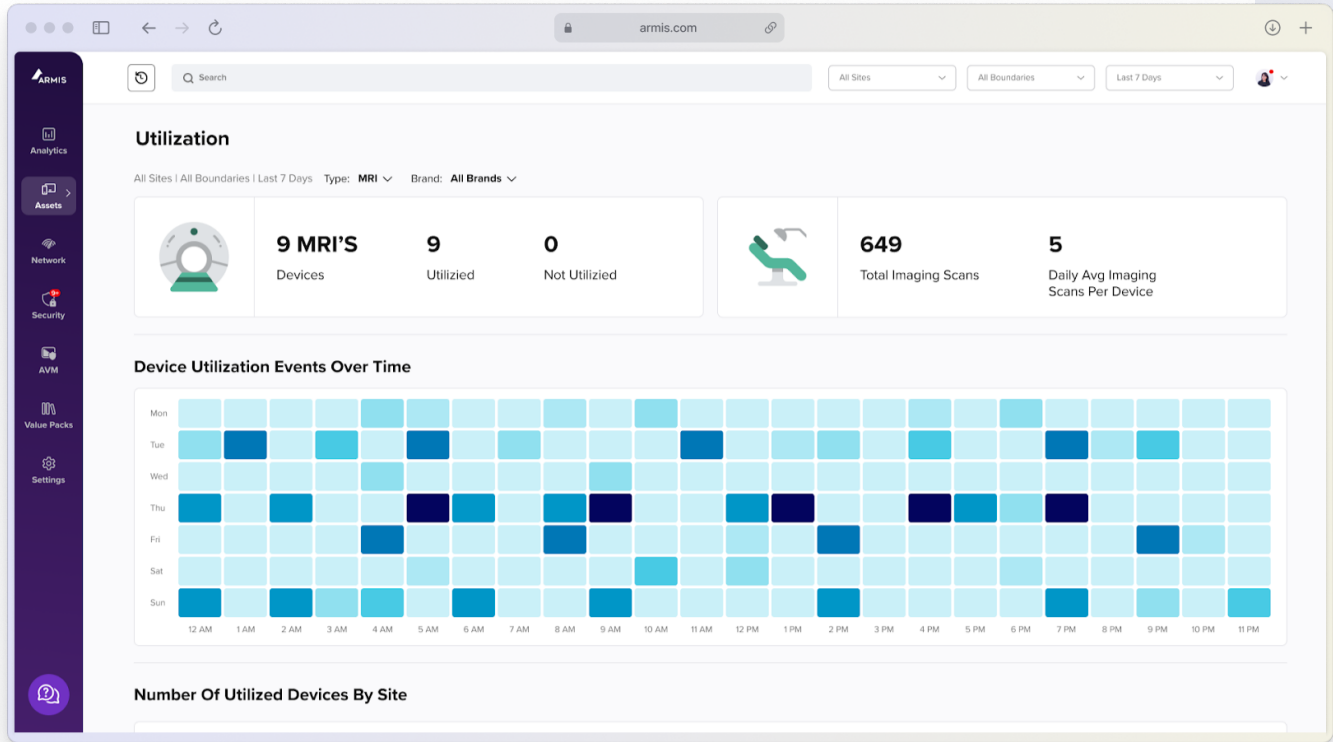 armis.com
ARMIS
Search
All Sites
All Boundaries
Last 7 Days
Analytics
Assets
Network
9+
Security
AVM
Value Packs
Settings
Utilization
All Sites | All Boundaries | Last 7 Days Type: MRI Brand: All Brands
9 MRI'S
Devices
9
Utilizied
0
Not Utilizied
649
Total Imaging Scans
5
Daily Avg Imaging
Scans Per Device
Device Utilization Events Over Time
Mon
Tue
Wed
Thu
Fri
Sat
Sun
12 AM 1 AM 2 AM 3 AM 4 AM 5 AM 6 AM 7 AM 8 AM 9 AM 10 AM 11 AM 12 PM 1 PM 2 PM 3 PM 4 PM 5 PM 6 PM 7 PM 8 PM 9 PM 10 PM 11 PM
Number Of Utilized Devices By Site